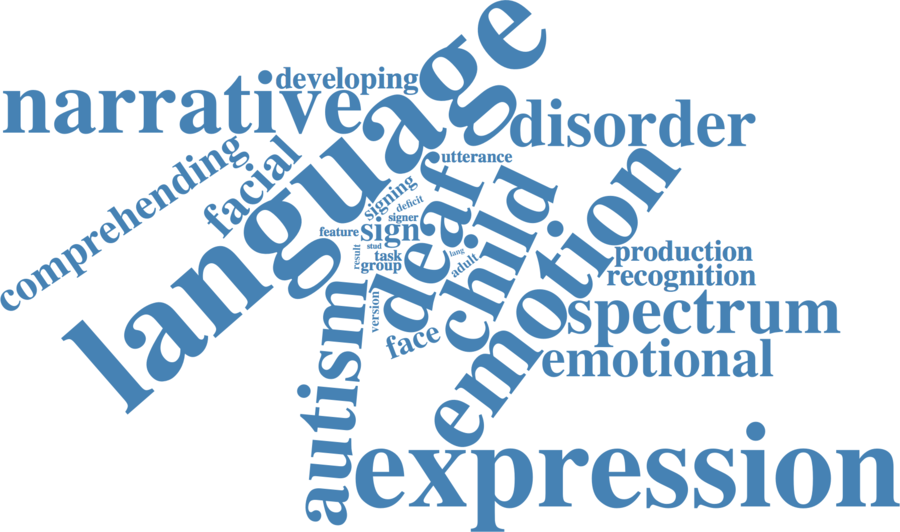 developing
narrative
language
disorder
utterance
comprehending
facial
signing
deficit
signer
feature
sign
deaf
child
emotion
stud
result
task
group
lang
adult
production
recognition
version
face
spectrum
emotional
autism
expression